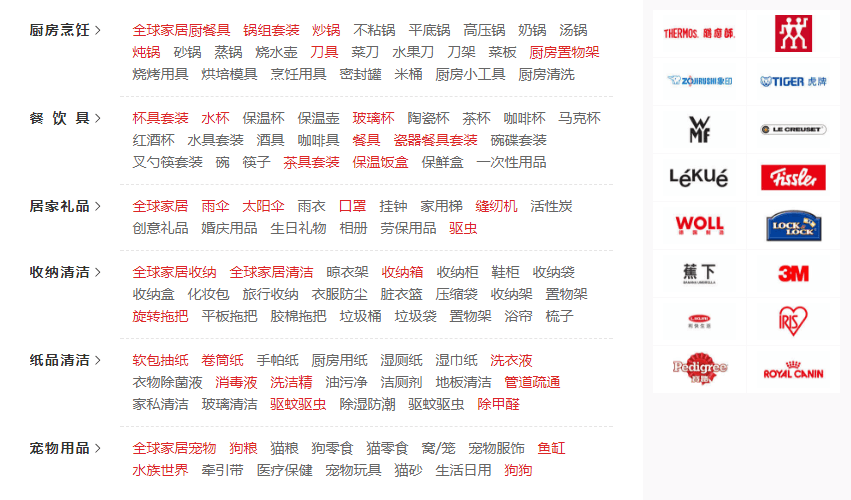 厨房烹饪 >
全球家居厨餐具 锅组套装 炒锅 不粘锅 平底锅 高压锅 奶锅 汤锅
炖锅 砂锅 蒸锅 烧水壶 刀具 菜刀 水果刀 刀架 菜板 厨房置物架
烧烤用具 烘培模具 烹饪用具 密封罐 米桶 厨房小工具 厨房清洗
餐饮具 >
杯具套装 水杯 保温杯 保温壶 玻璃杯 陶瓷杯 茶杯 咖啡杯 马克杯
红酒杯 水具套装 酒具 咖啡具 餐具 瓷器餐具套装 碗碟套装
叉勺筷套装 碗 筷子 茶具套装 保温饭盒 保鲜盒 一次性用品
居家礼品 >
全球家居 雨伞 太阳伞 雨衣 口罩 挂钟 家用梯 缝纫机 活性炭
创意礼品 婚庆用品 生日礼物 相册 劳保用品 驱虫
收纳清洁 >
全球家居收纳 全球家居清洁 晾衣架 收纳箱 收纳柜 鞋柜 收纳袋
收纳盒 化妆包 旅行收纳 衣服防尘 脏衣篮 压缩袋 收纳架 置物架
旋转拖把 平板拖把 胶棉拖把 垃圾桶 垃圾袋 置物架 浴帘 梳子
纸品清洁 >
软包抽纸 卷筒纸 手帕纸 厨房用纸 湿厕纸 湿巾纸 洗衣液
衣物除菌液 消毒液 洗洁精 油污净 洁厕剂 地板清洁 管道疏通
家私清洁 玻璃清洁 驱蚊驱虫 除湿防潮 驱蚊驱虫 除甲醛
宠物用品 >
全球家居宠物 狗粮 猫粮 狗零食 猫零食 窝/笼 宠物服饰 鱼缸
水族世界 牵引带 医疗保健 宠物玩具 猫砂 生活日用 狗狗
THERMOS. 膳魔師.
ZOJIRUSHI 象印
TIGER 虎牌
WMF
LE CREUSET
Lékué
Fissler
WOLL
LOCK&LOCK
蕉下
3M
IRIS
Pedigree
宝路
ROYAL CANIN